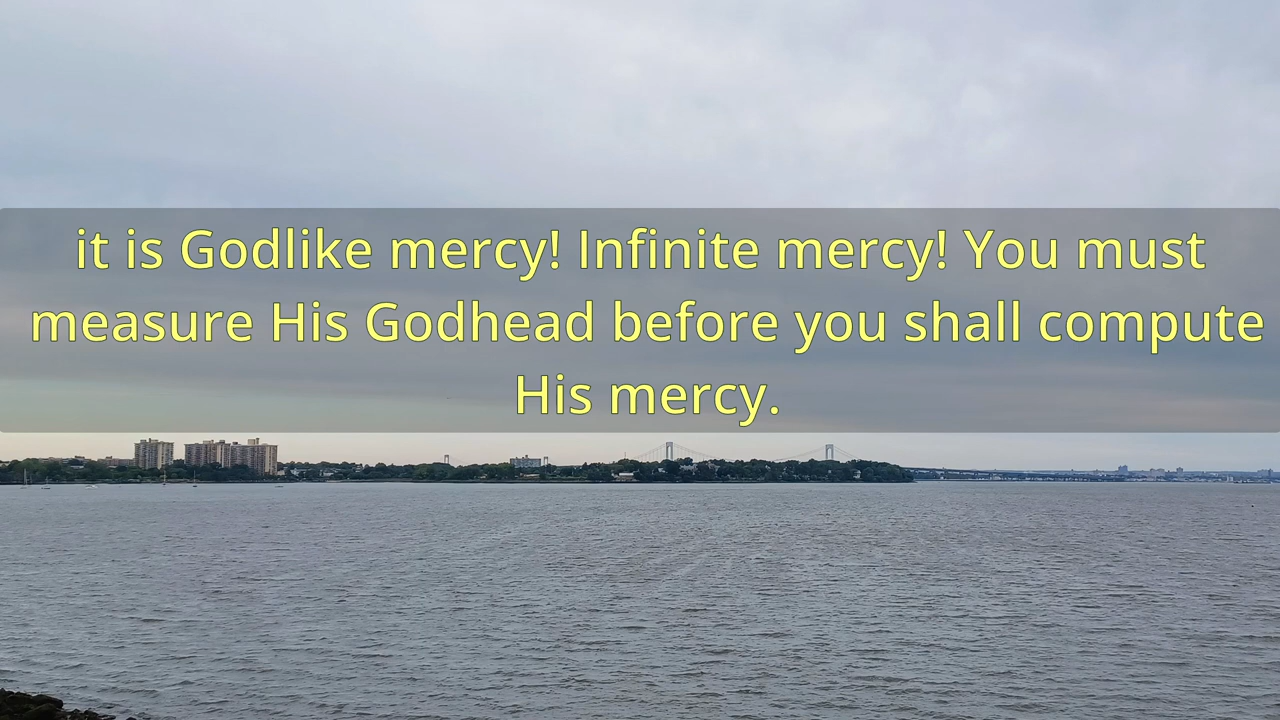 it is Godlike mercy! Infinite mercy! You must
measure His Godhead before you shall compute
His mercy.